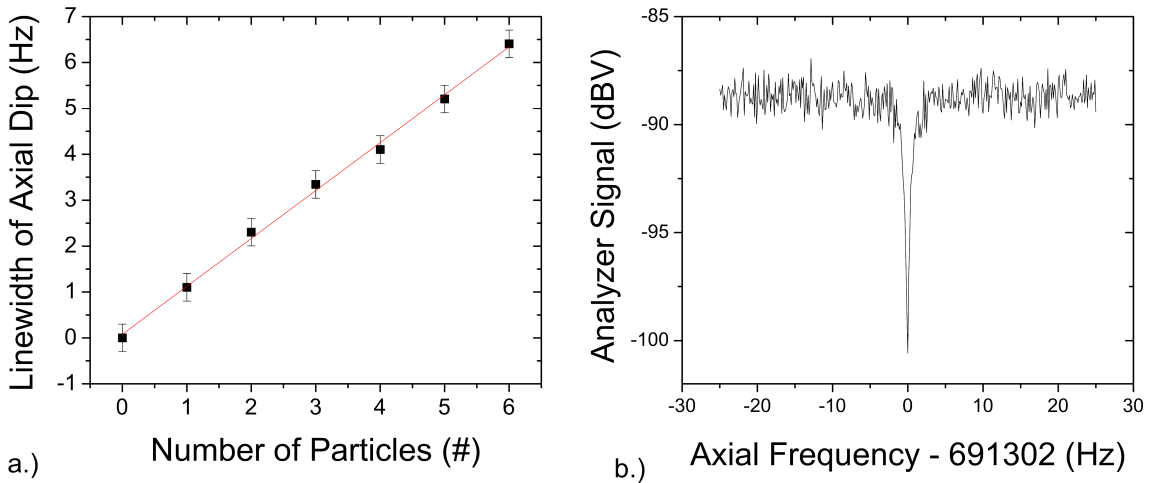 Linewidth of Axial Dip (Hz)
7
6
5
4
3
2
1
0
-1
0 1 2 3 4 5 6
Number of Particles (#)
a.)
Analyzer Signal (dBV)
-85
-90
-95
-100
-30 -20 -10 0 10 20 30
Axial Frequency - 691302 (Hz)
b.)